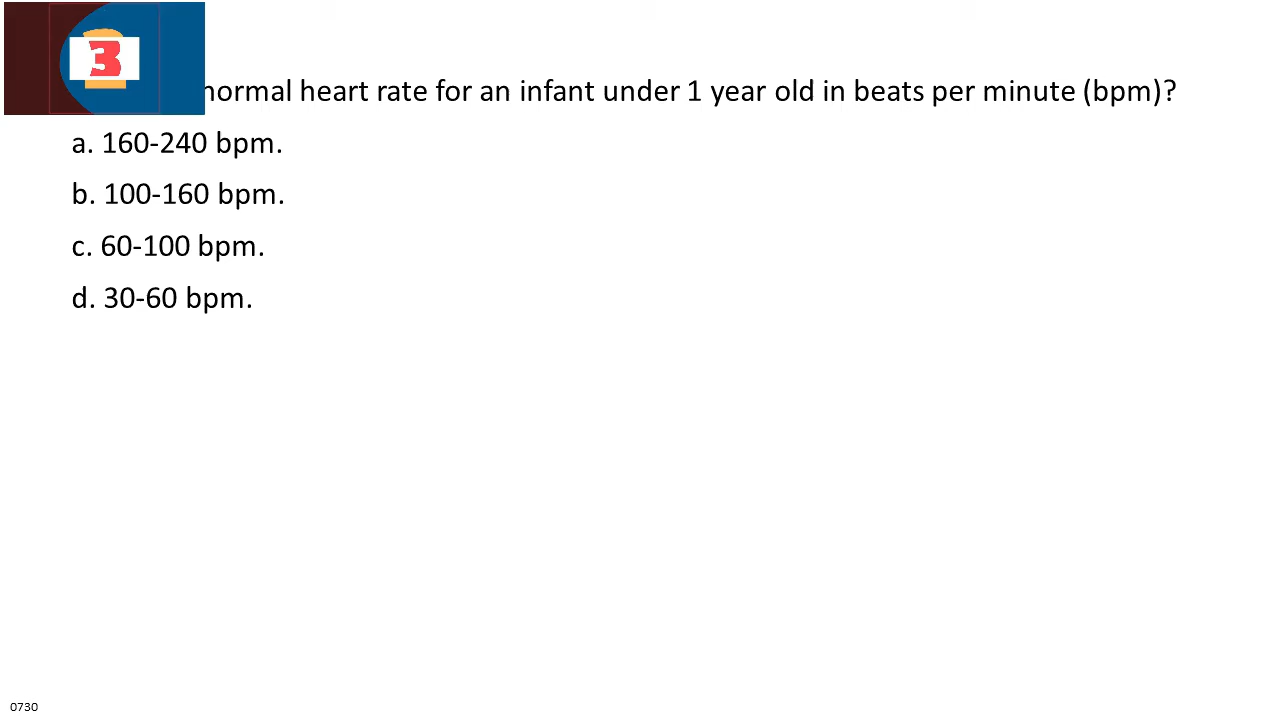 3
normal heart rate for an infant under 1 year old in beats per minute (bpm)?
a. 160-240 bpm.
b. 100-160 bpm.
c. 60-100 bpm.
d. 30-60 bpm.
0730